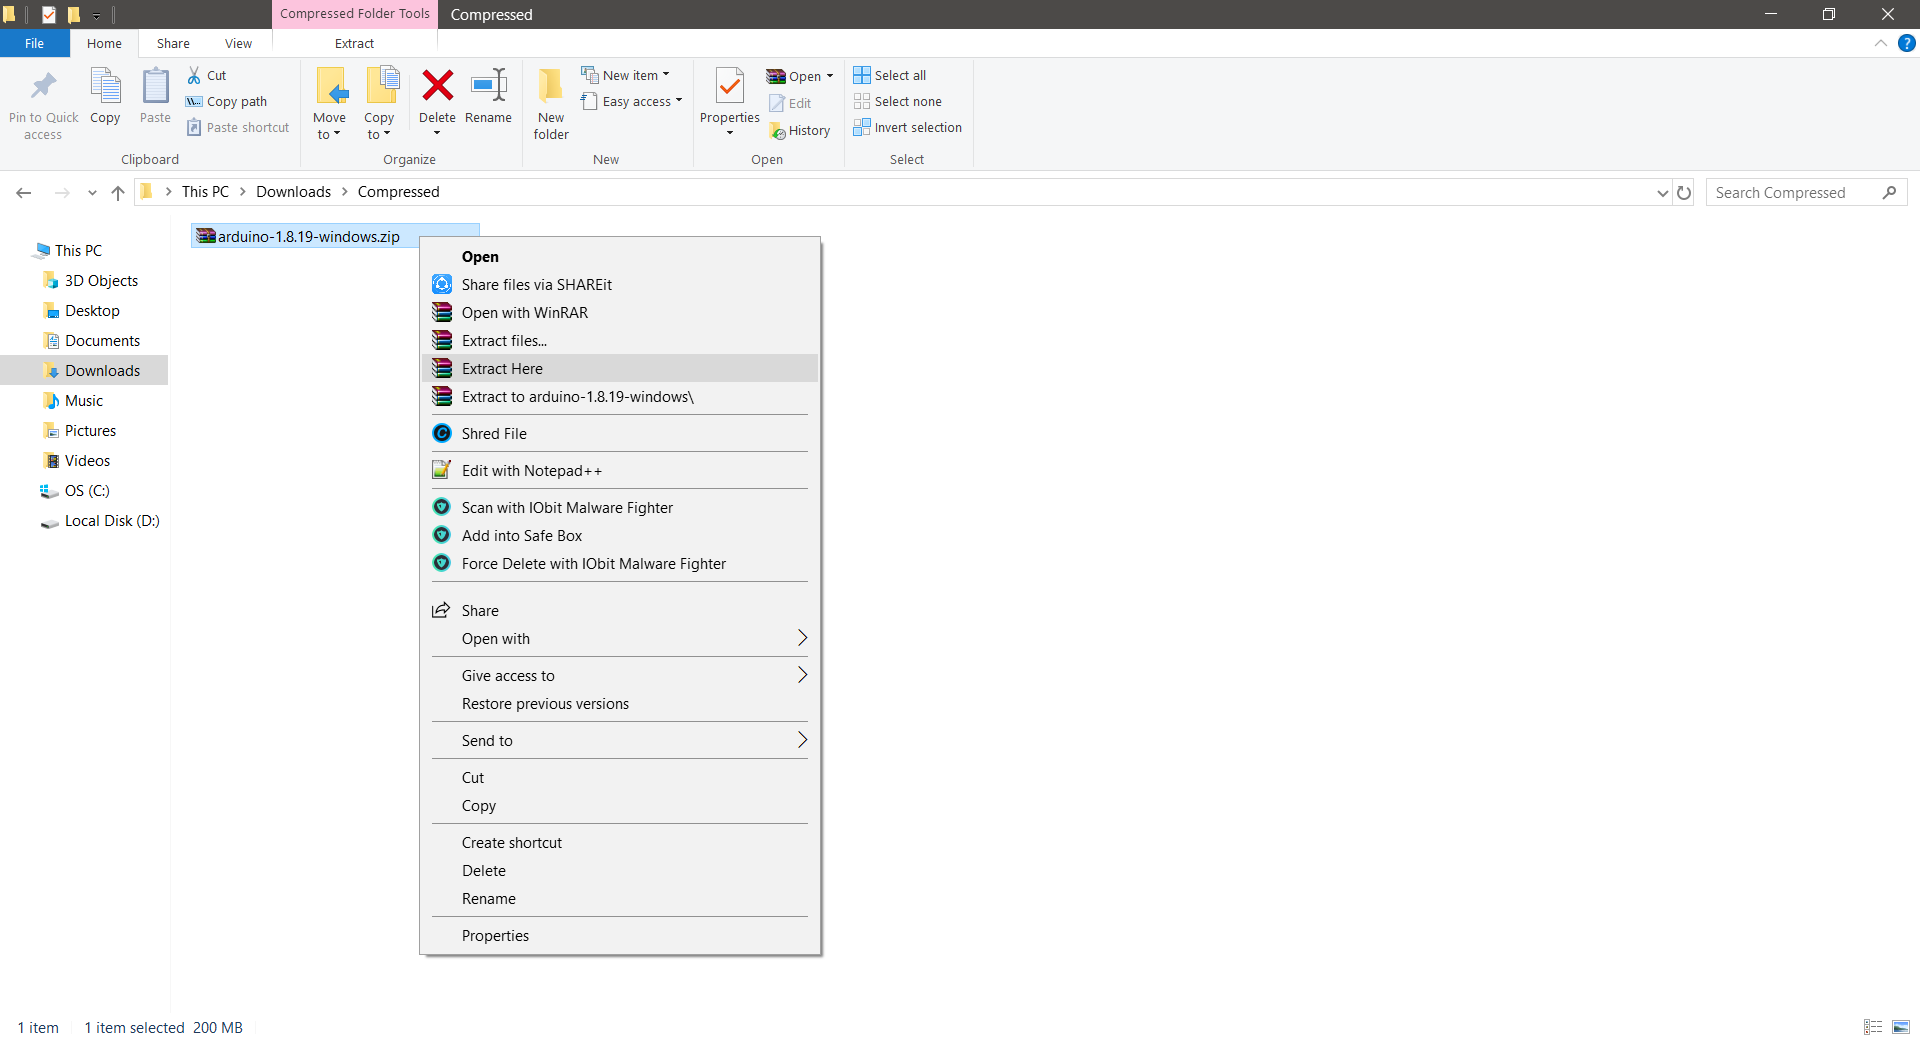 Compressed Folder Tools
Compressed
File
Home
Share
View
Extract
?
Pin to Quick
access
Copy
Paste
Cut
Copy path
Paste shortcut
Clipboard
Move
to
Copy
to
Delete
Rename
Organize
New
folder
New item
Easy access
New
Properties
Open
Edit
History
Open
Select all
Select none
Invert selection
Select
This PC
Downloads
Compressed
Search Compressed
This PC
3D Objects
Desktop
Documents
Downloads
Music
Pictures
Videos
OS (C:)
Local Disk (D:)
arduino-1.8.19-windows.zip
Open
Share files via SHAREit
Open with WinRAR
Extract files...
Extract Here
Extract to arduino-1.8.19-windows\
Shred File
Edit with Notepad++
Scan with IObit Malware Fighter
Add into Safe Box
Force Delete with IObit Malware Fighter
Share
Open with
Give access to
Restore previous versions
Send to
Cut
Copy
Create shortcut
Delete
Rename
Properties
1 item
1 item selected 200 MB